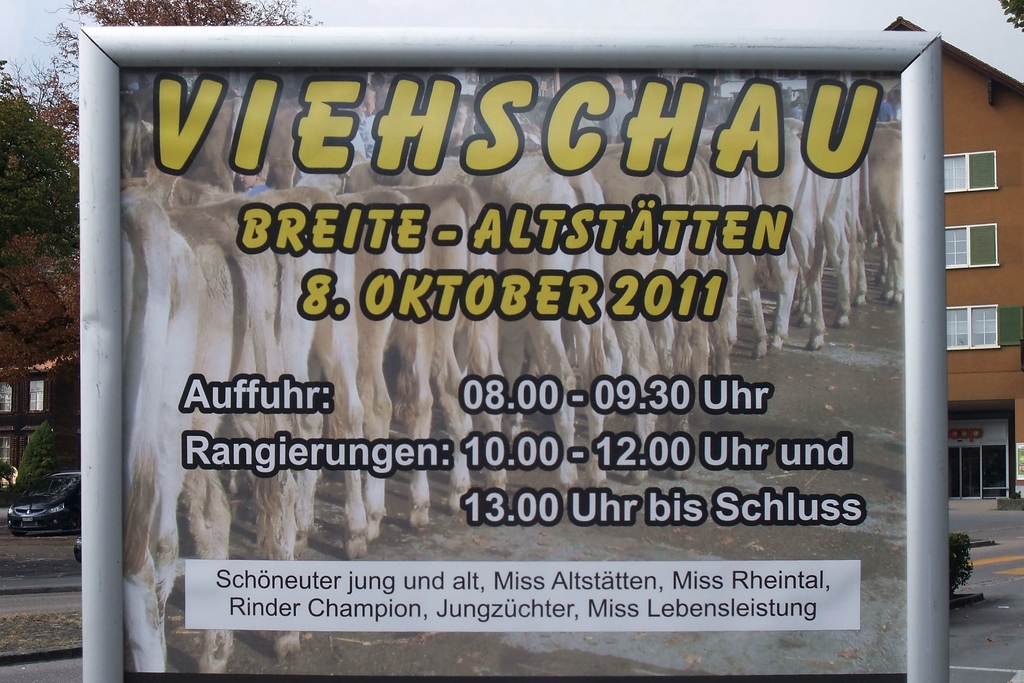 VIEHSCHAU
BREITE - ALTSTÄTTEN
8. OKTOBER 2011
Auffuhr: 08.00 - 09.30 Uhr
Rangierungen: 10.00 - 12.00 Uhr und
13.00 Uhr bis Schluss
Schöneuter jung und alt, Miss Altstätten, Miss Rheintal,
Rinder Champion, Jungzüchter, Miss Lebensleistung